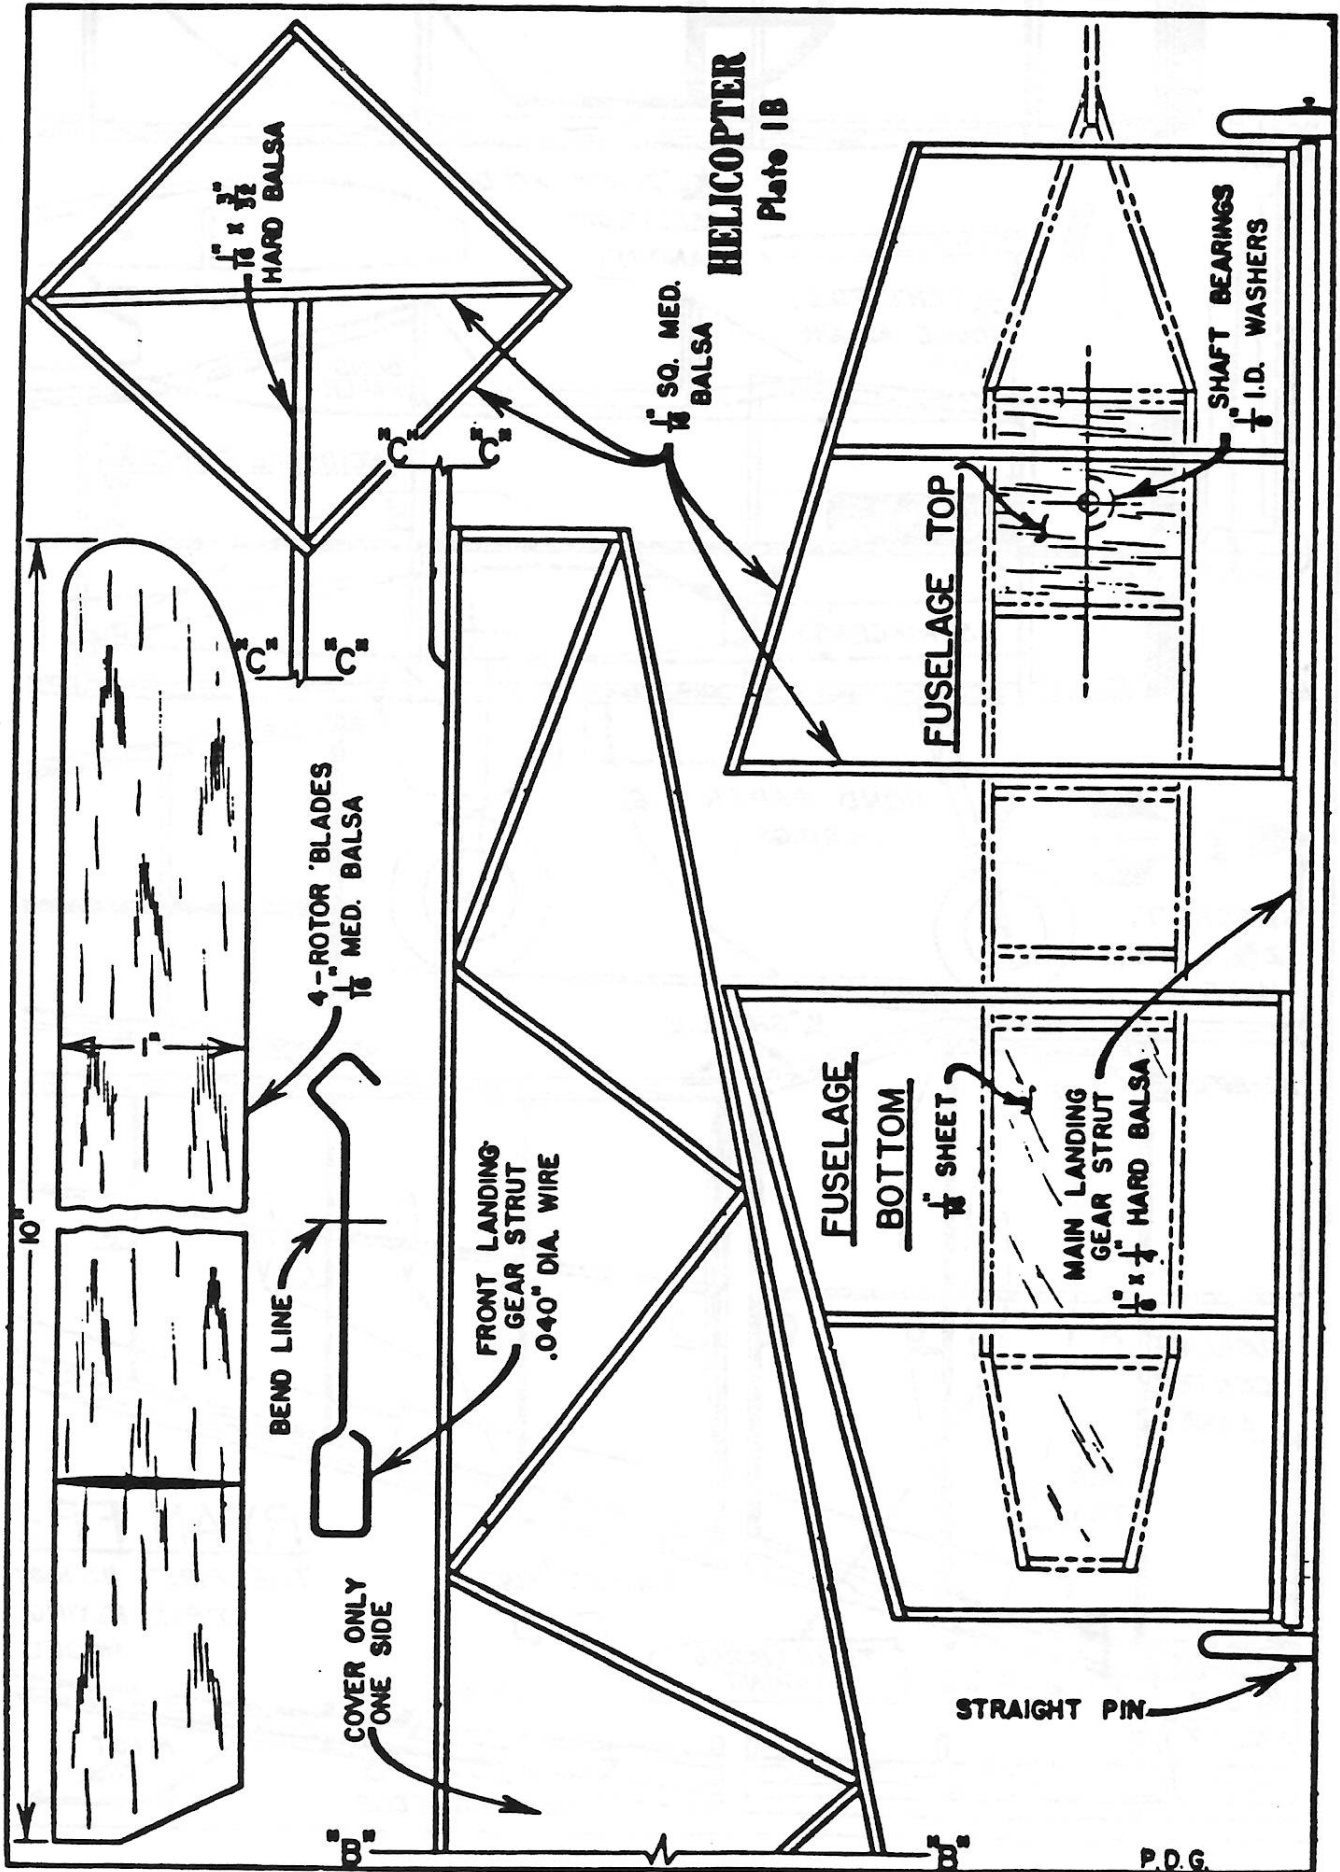 HELICOPTER
Plate 1B
10"
1"
4-ROTOR BLADES
1/16" MED. BALSA
1/16" x 3/32"
HARD BALSA
"C"
"C"
"C"
"C"
BEND LINE
FRONT LANDING
GEAR STRUT
.040" DIA. WIRE
1/16" SQ. MED.
BALSA
COVER ONLY
ONE SIDE
"B"
"B"
FUSELAGE
BOTTOM
1/16" SHEET
MAIN LANDING
GEAR STRUT
1/8" x 1/4" HARD BALSA
FUSELAGE TOP
SHAFT BEARINGS
1/8" I.D. WASHERS
STRAIGHT PIN
P.D.G.